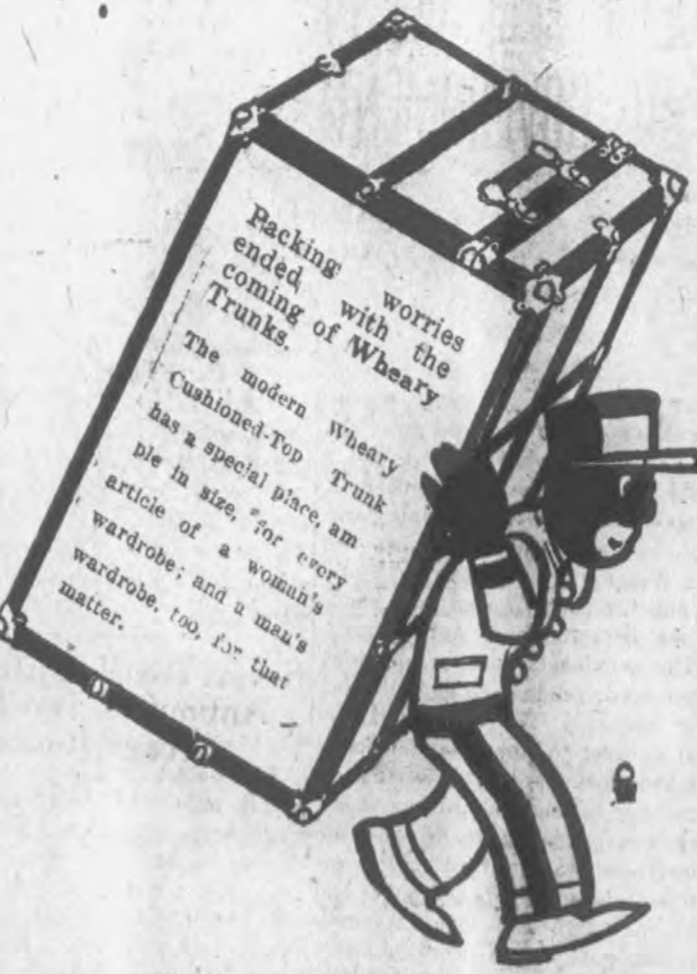 Packing worries
ended with the
coming of Wheary
Trunks.
The modern Wheary
Cushioned-Top Trunk
has a special place, am
ple in size, for every
article of a woman's
wardrobe; and a man's
wardrobe, too, for that
matter.